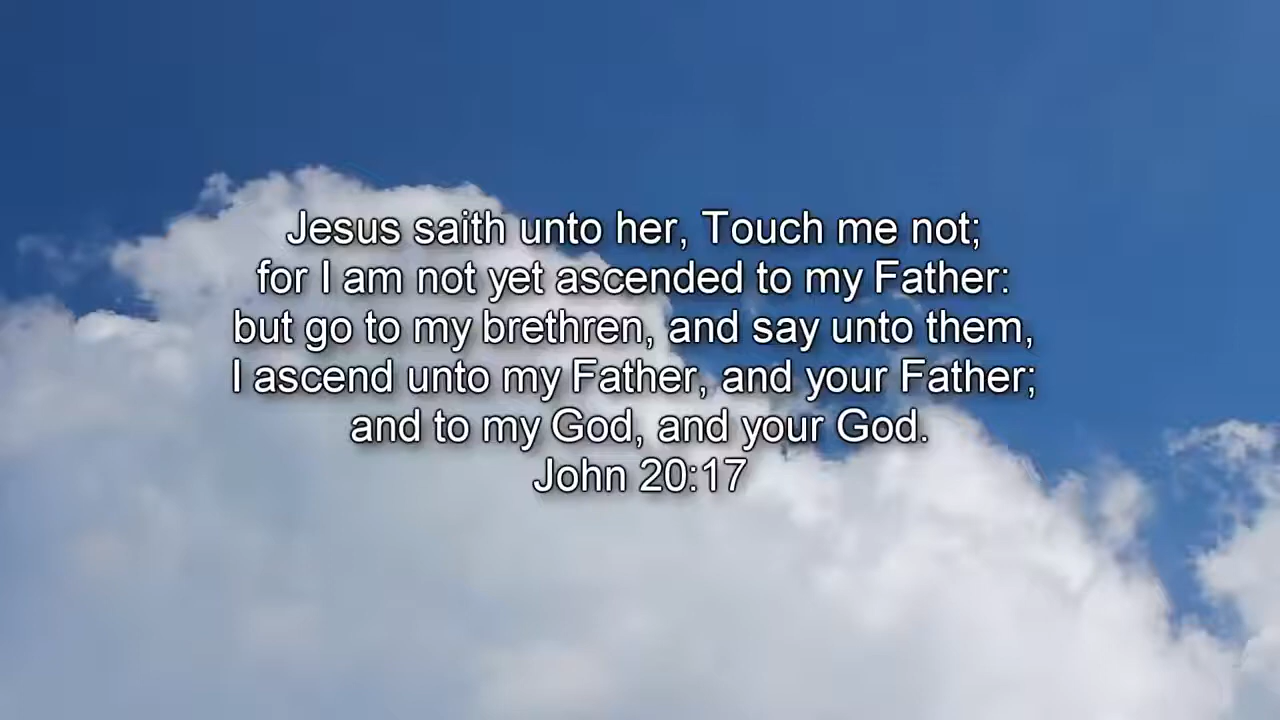 Jesus saith unto her, Touch me not;
for I am not yet ascended to my Father:
but go to my brethren, and say unto them,
I ascend unto my Father, and your Father;
and to my God, and your God.
John 20:17